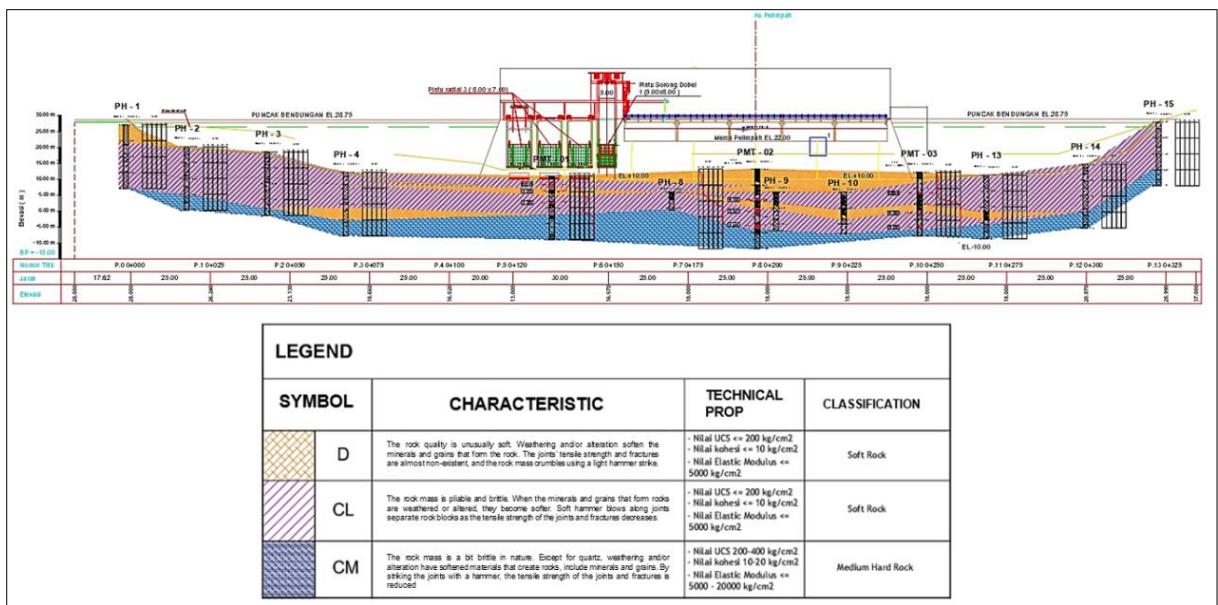 As Pelimpah
PH - 1
PH - 2
PH - 3
PH - 4
Pintu radial 3 ( 6.00 x 7.00)
5.00
Pintu Sorong Dobel
1 (5.00x6.00)
PH - 15
PUNCAK BENDUNGAN EL.28.75
PUNCAK BENDUNGAN EL.28.75
Mercu Pelimpah EL.22.00
PMT - 01
PMT - 02
PMT - 03
PH - 13
PH - 14
PH - 8
PH - 9
PH - 10
EL.+10.00
EL.+10.00
EL.-10.00
Elevasi ( m )
30.00 m
25.00 m
20.00 m
15.00 m
10.00 m
5.00 m
0.00 m
-5.00 m
-10.00 m
BP = -15.00
Nomor Titik P.0 0+000 P.1 0+025 P.2 0+050 P.3 0+075 P.4 0+100 P.5 0+120 P.6 0+150 P.7 0+175 P.8 0+200 P.9 0+225 P.10 0+250 P.11 0+275 P.12 0+300 P.13 0+325
Jarak 17.62 25.00 25.00 25.00 25.00 20.00 30.00 25.00 25.00 25.00 25.00 25.00 25.00 25.00
Elevasi
LEGEND
SYMBOL CHARACTERISTIC TECHNICAL PROP CLASSIFICATION
D
The rock quality is unusually soft. Weathering and/or alteration soften the
minerals and grains that form the rock. The joints' tensile strength and fractures
are almost non-existent, and the rock mass crumbles using a light hammer strike.
- Nilai UCS <= 200 kg/cm2
- Nilai kohesi <= 10 kg/cm2
- Nilai Elastic Modulus <=
5000 kg/cm2
Soft Rock
CL
The rock mass is pliable and brittle. When the minerals and grains that form rocks
are weathered or altered, they become softer. Soft hammer blows along joints
separate rock blocks as the tensile strength of the joints and fractures decreases.
- Nilai UCS <= 200 kg/cm2
- Nilai kohesi <= 10 kg/cm2
- Nilai Elastic Modulus <=
5000 kg/cm2
Soft Rock
CM
The rock mass is a bit brittle in nature. Except for quartz, weathering and/or
alteration have softened materials that create rocks, include minerals and grains. By
striking the joints with a hammer, the tensile strength of the joints and fractures is
reduced
- Nilai UCS 200-400 kg/cm2
- Nilai kohesi 10-20 kg/cm2
- Nilai Elastic Modulus <=
5000 - 20000 kg/cm2
Medium Hard Rock